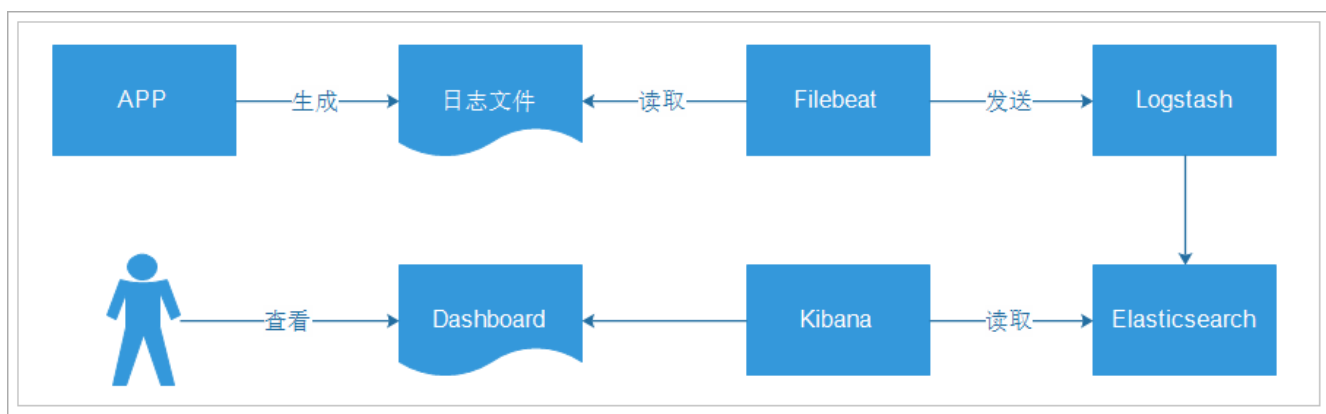 APP
生成
日志文件
读取
Filebeat
发送
Logstash
查看
Dashboard
Kibana
读取
Elasticsearch